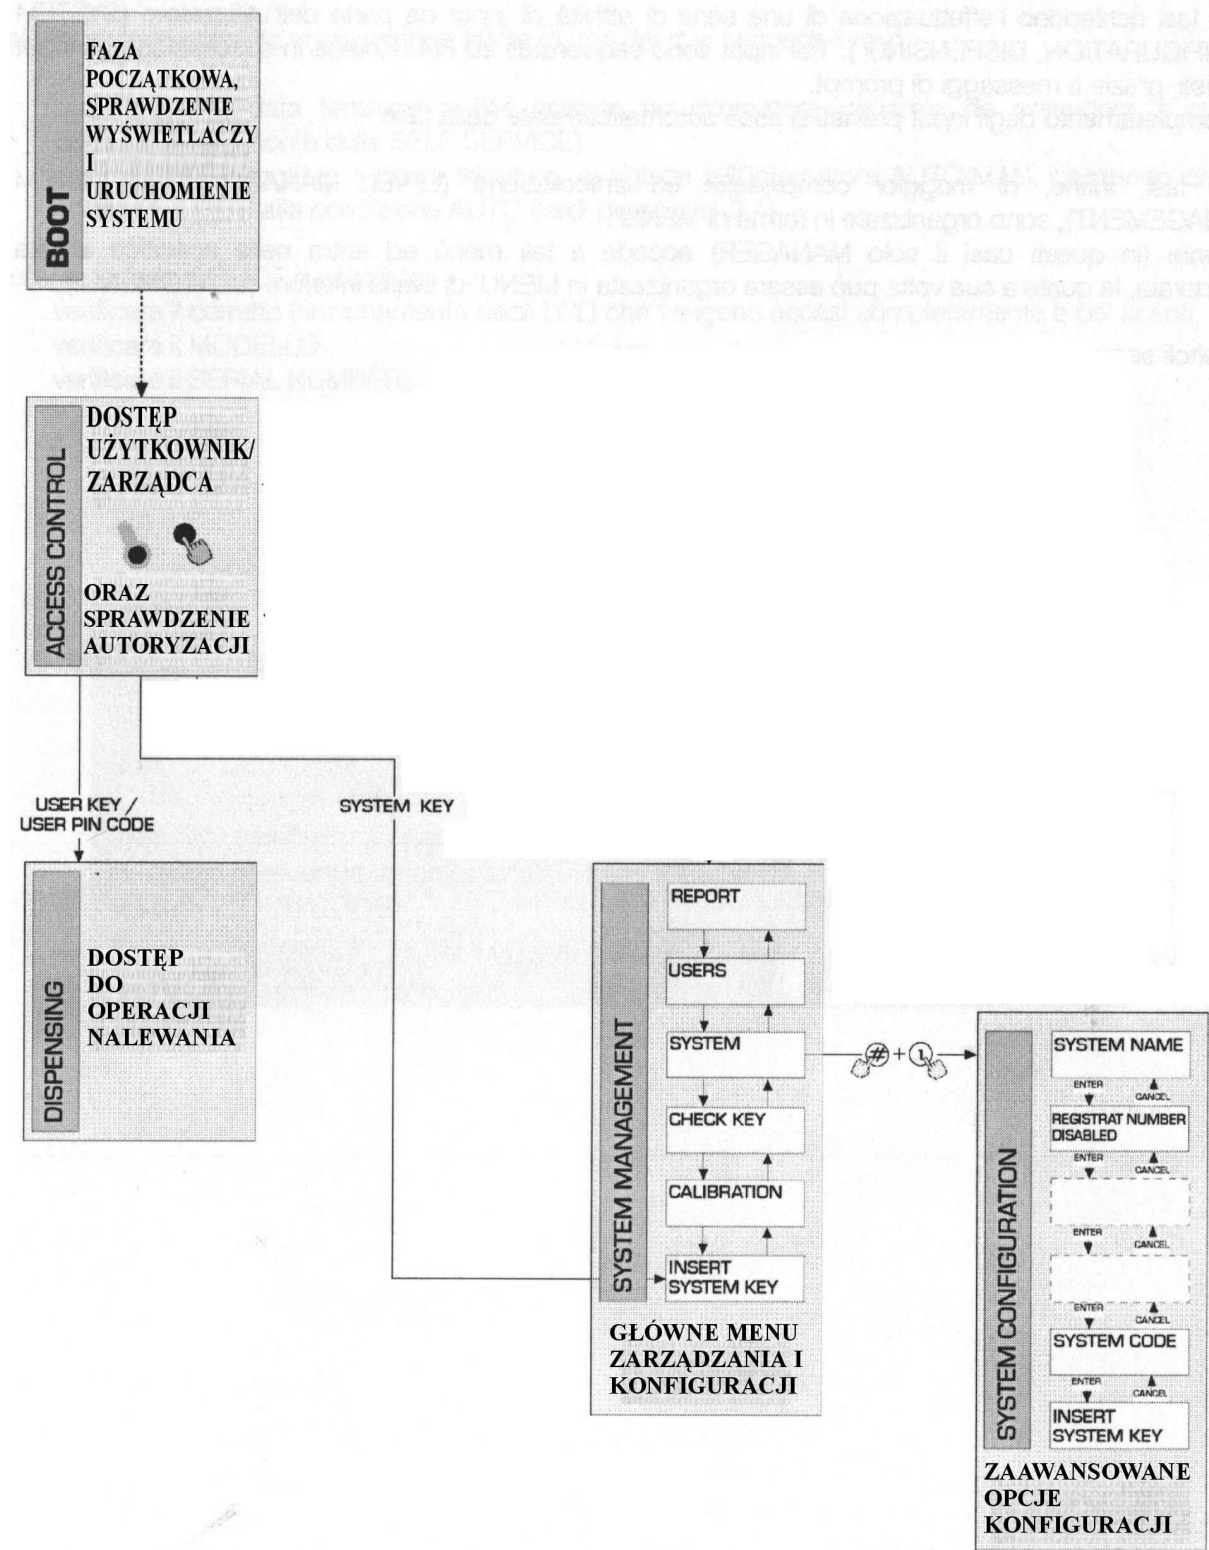 BOOT
FAZA
POCZĄTKOWA,
SPRAWDZENIE
WYŚWIETLACZY
I
URUCHOMIENIE
SYSTEMU
ACCESS CONTROL
DOSTĘP
UŻYTKOWNIK/
ZARZĄDCA
ORAZ
SPRAWDZENIE
AUTORYZACJI
USER KEY /
USER PIN CODE
SYSTEM KEY
DISPENSING
DOSTĘP
DO
OPERACJI
NALEWANIA
SYSTEM MANAGEMENT
REPORT
USERS
SYSTEM
CHECK KEY
CALIBRATION
INSERT
SYSTEM KEY
GŁÓWNE MENU
ZARZĄDZANIA I
KONFIGURACJI
# + 1
SYSTEM CONFIGURATION
SYSTEM NAME
ENTER CANCEL
REGISTRAT NUMBER
DISABLED
ENTER CANCEL
ENTER CANCEL
ENTER CANCEL
SYSTEM CODE
ENTER CANCEL
INSERT
SYSTEM KEY
ZAAWANSOWANE
OPCJE
KONFIGURACJI